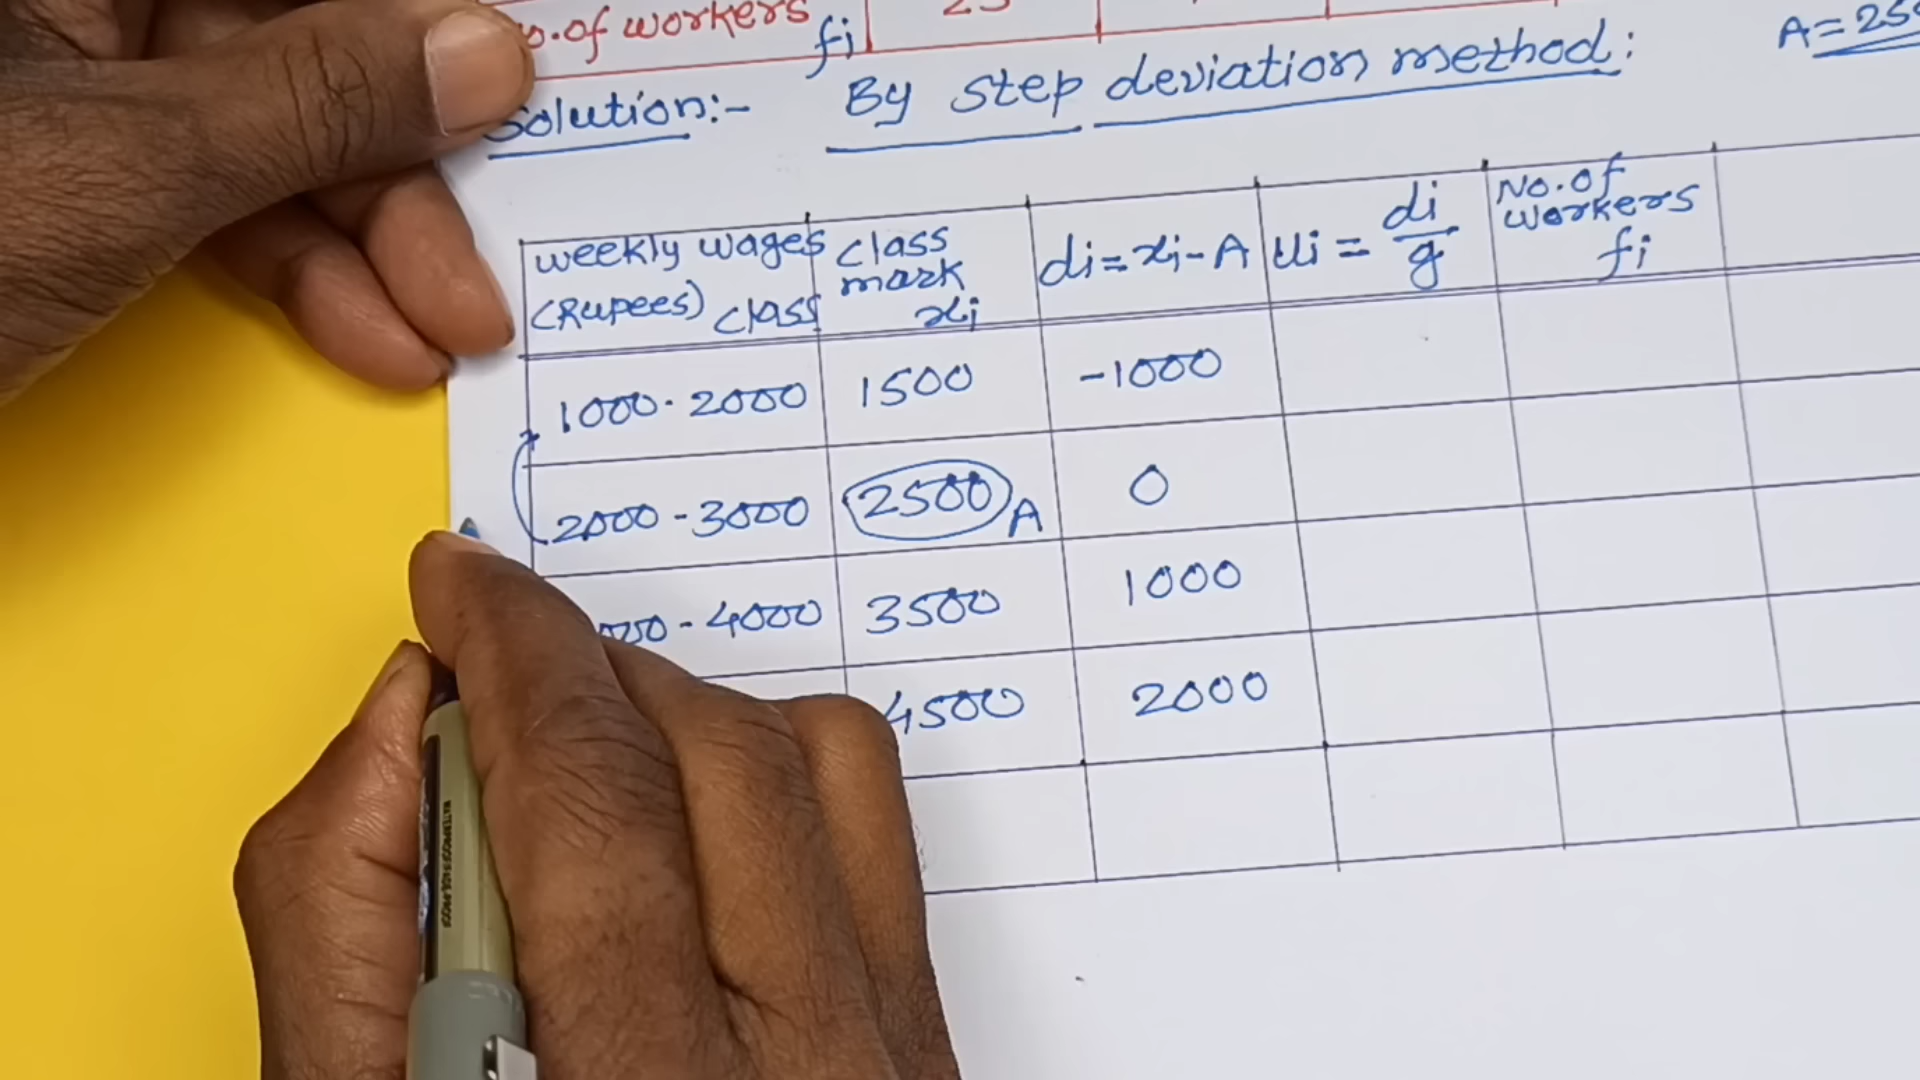 No.of workers fi
Solution:- By step deviation method:
weekly wages (Rupees) class
class mark xi
di=xi-A
ui = di/g
No.of workers fi
1000-2000 1500 -1000
2000-3000 2500 A 0
-4000 3500 1000
4500 2000